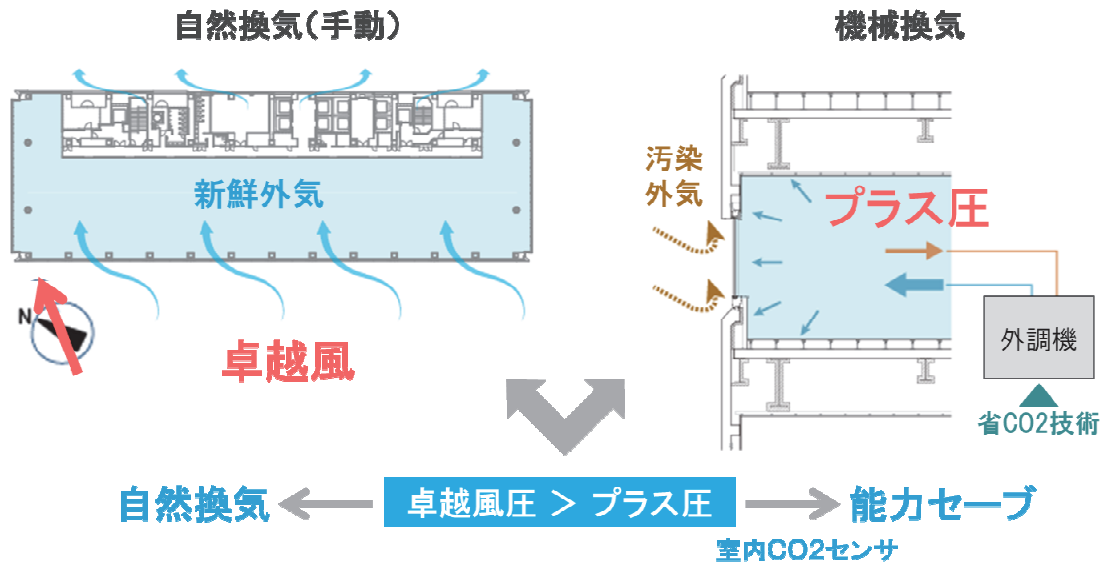 自然換気(手動)
機械換気
新鮮外気
汚染
外気
プラス圧
N
卓越風
外調機
省CO2技術
自然換気
卓越風圧 > プラス圧
能力セーブ
室内CO2センサ